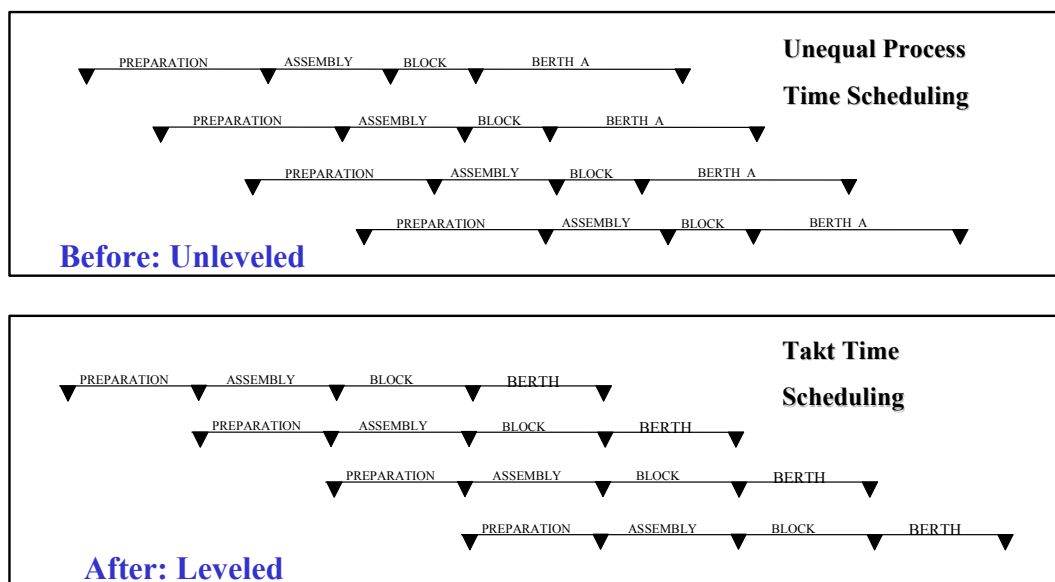 Unequal Process
Time Scheduling
PREPARATION ASSEMBLY BLOCK BERTH A
PREPARATION ASSEMBLY BLOCK BERTH A
PREPARATION ASSEMBLY BLOCK BERTH A
PREPARATION ASSEMBLY BLOCK BERTH A
Before: Unleveled
Takt Time
Scheduling
PREPARATION ASSEMBLY BLOCK BERTH
PREPARATION ASSEMBLY BLOCK BERTH
PREPARATION ASSEMBLY BLOCK BERTH
PREPARATION ASSEMBLY BLOCK BERTH
After: Leveled